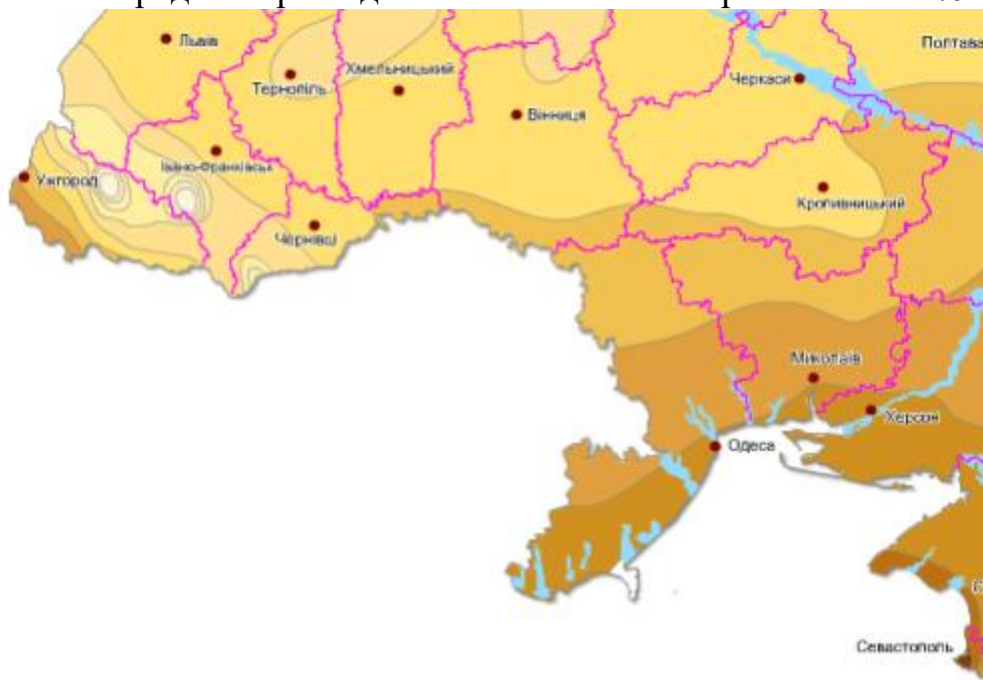 Львів
Полтава
Хмельницький
Тернопіль
Черкаси
Вінниця
Івано-Франківськ
Ужгород
Кропивницький
Чернівці
Миколаїв
Херсон
Одеса
Севастополь